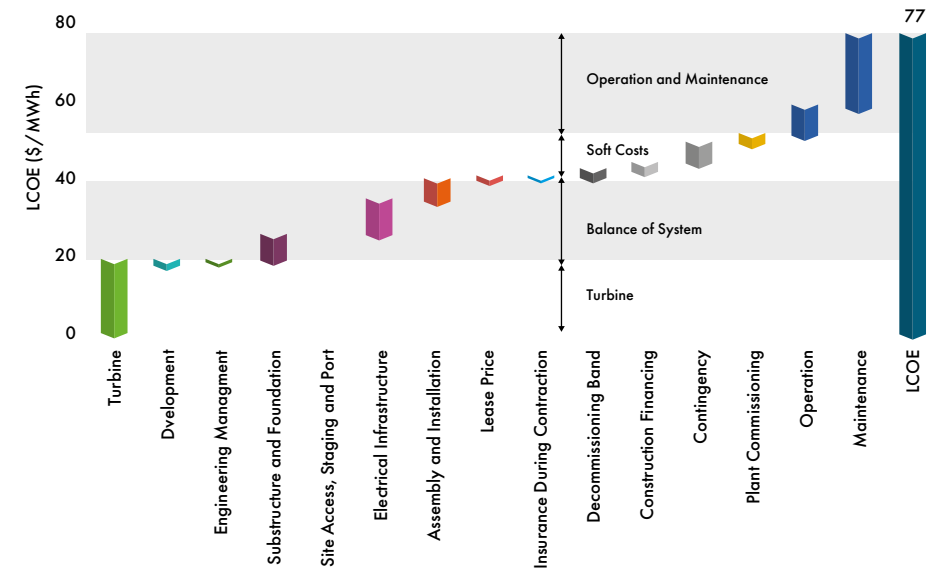 77
80
60
40
20
0
LCOE ($/MWh)
Operation and Maintenance
Soft Costs
Balance of System
Turbine
Turbine
Dvelopment
Engineering Managment
Substructure and Foundation
Site Access, Staging and Port
Electrical Infrastructure
Assembly and Installation
Lease Price
Insurance During Contraction
Decommissioning Band
Construction Financing
Contingency
Plant Commissioning
Operation
Maintenance
LCOE